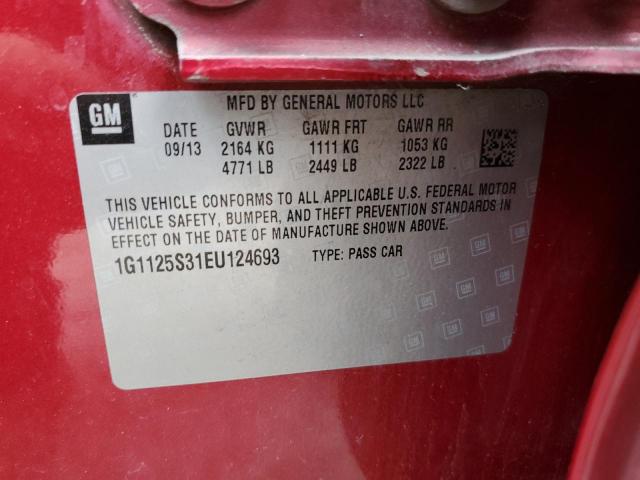 GM
MFD BY GENERAL MOTORS LLC
DATE GVWR GAWR FRT GAWR RR
09/13 2164 KG 1111 KG 1053 KG
4771 LB 2449 LB 2322 LB
THIS VEHICLE CONFORMS TO ALL APPLICABLE U.S. FEDERAL MOTOR
VEHICLE SAFETY, BUMPER, AND THEFT PREVENTION STANDARDS IN
EFFECT ON THE DATE OF MANUFACTURE SHOWN ABOVE.
1G1125S31EU124693 TYPE: PASS CAR